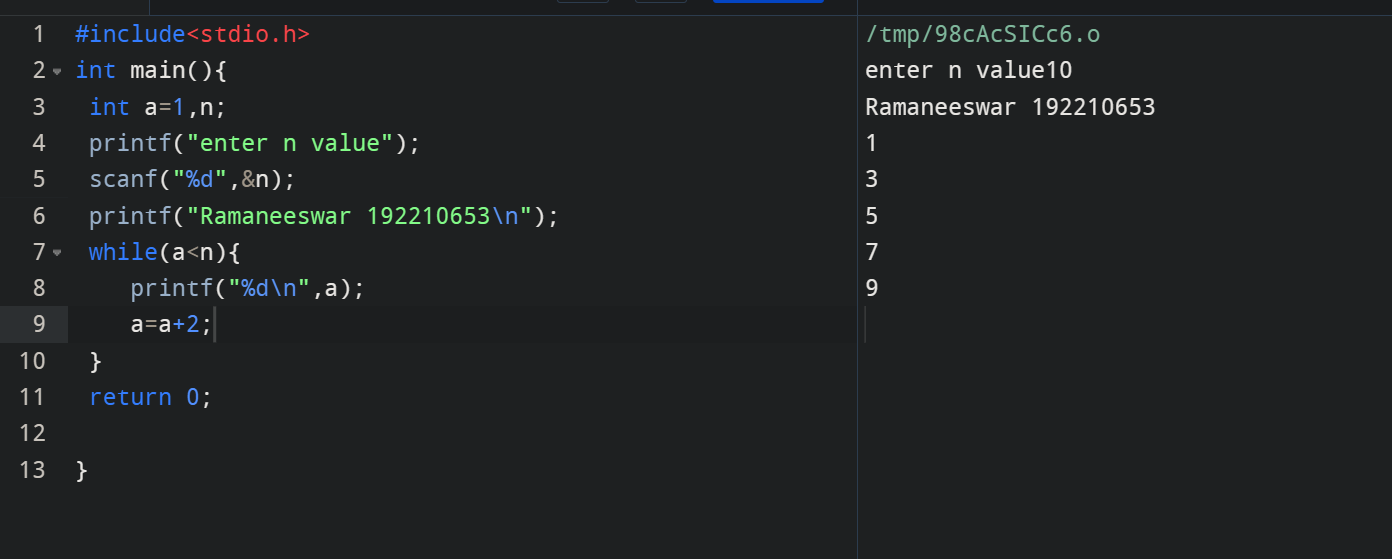 1 #include<stdio.h>
2 int main(){
3 int a=1,n;
4 printf("enter n value");
5 scanf("%d",&n);
6 printf("Ramaneeswar 192210653\n");
7 while(a<n){
8 printf("%d\n",a);
9 a=a+2;
10 }
11 return 0;
12
13 }
/tmp/98cAcSICc6.o
enter n value10
Ramaneeswar 192210653
1
3
5
7
9